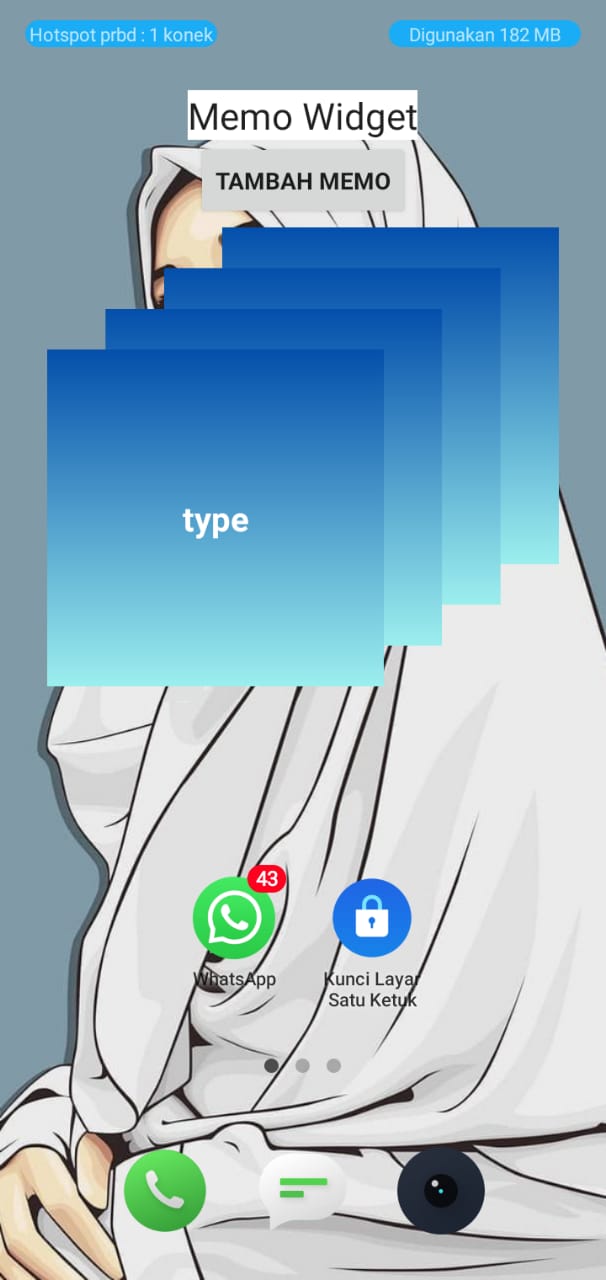 Hotspot prbd : 1 konek
Digunakan 182 MB
Memo Widget
TAMBAH MEMO
type
43
WhatsApp
Kunci Layar
Satu Ketuk